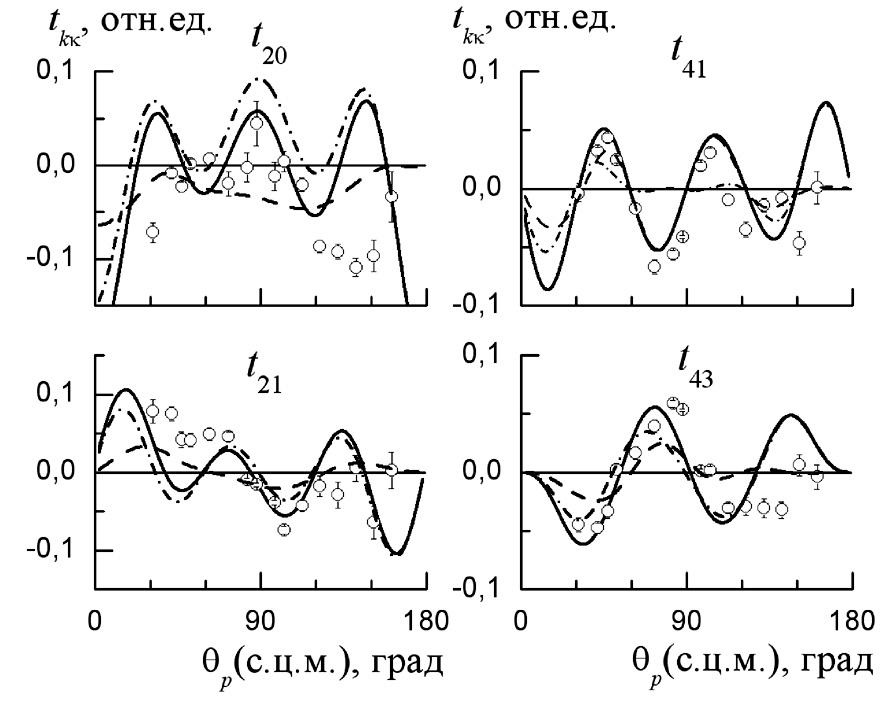 t_kκ, отн.ед.
t_kκ, отн.ед.
t_20
t_41
0,1
0,0
-0,1
0,1
0,0
-0,1
t_21
t_43
0,1
0,0
-0,1
0,1
0,0
-0,1
0
90
180
0
90
180
θ_p(с.ц.м.), град
θ_p(с.ц.м.), град